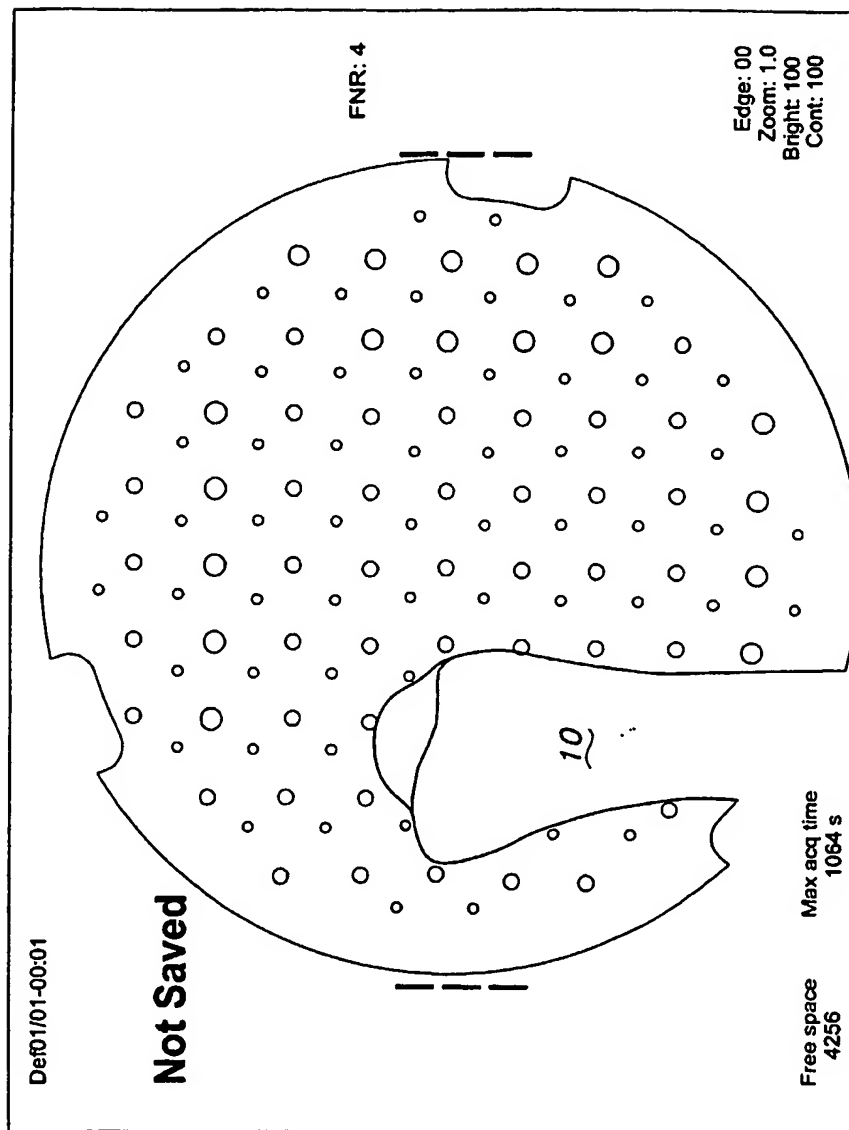 Def01/01-00:01
Not Saved
FNR: 4
10
Free space
4256
Max acq time
1064 s
Edge: 00
Zoom: 1.0
Bright: 100
Cont: 100